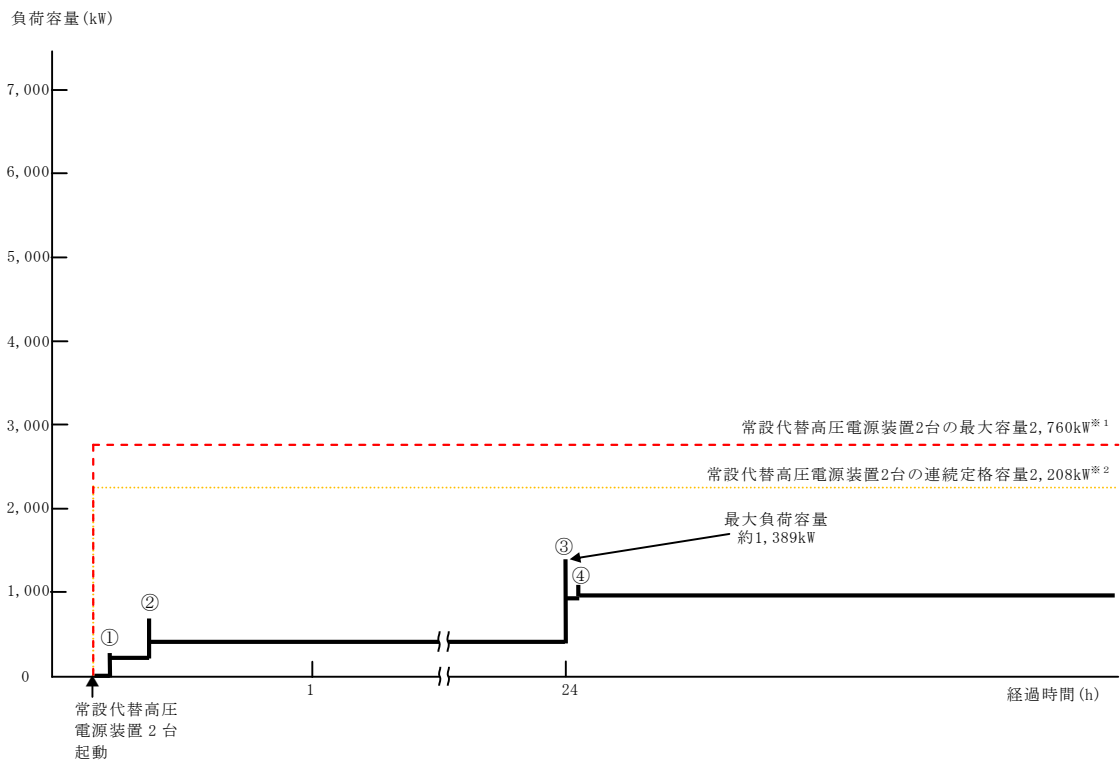 負荷容量(kW)
7,000
6,000
5,000
4,000
3,000
常設代替高圧電源装置2台の最大容量2,760kW※1
常設代替高圧電源装置2台の連続定格容量2,208kW※2
2,000
最大負荷容量
約1,389kW
③
④
1,000
②
①
0
1
24
経過時間(h)
常設代替高圧
電源装置2台
起動